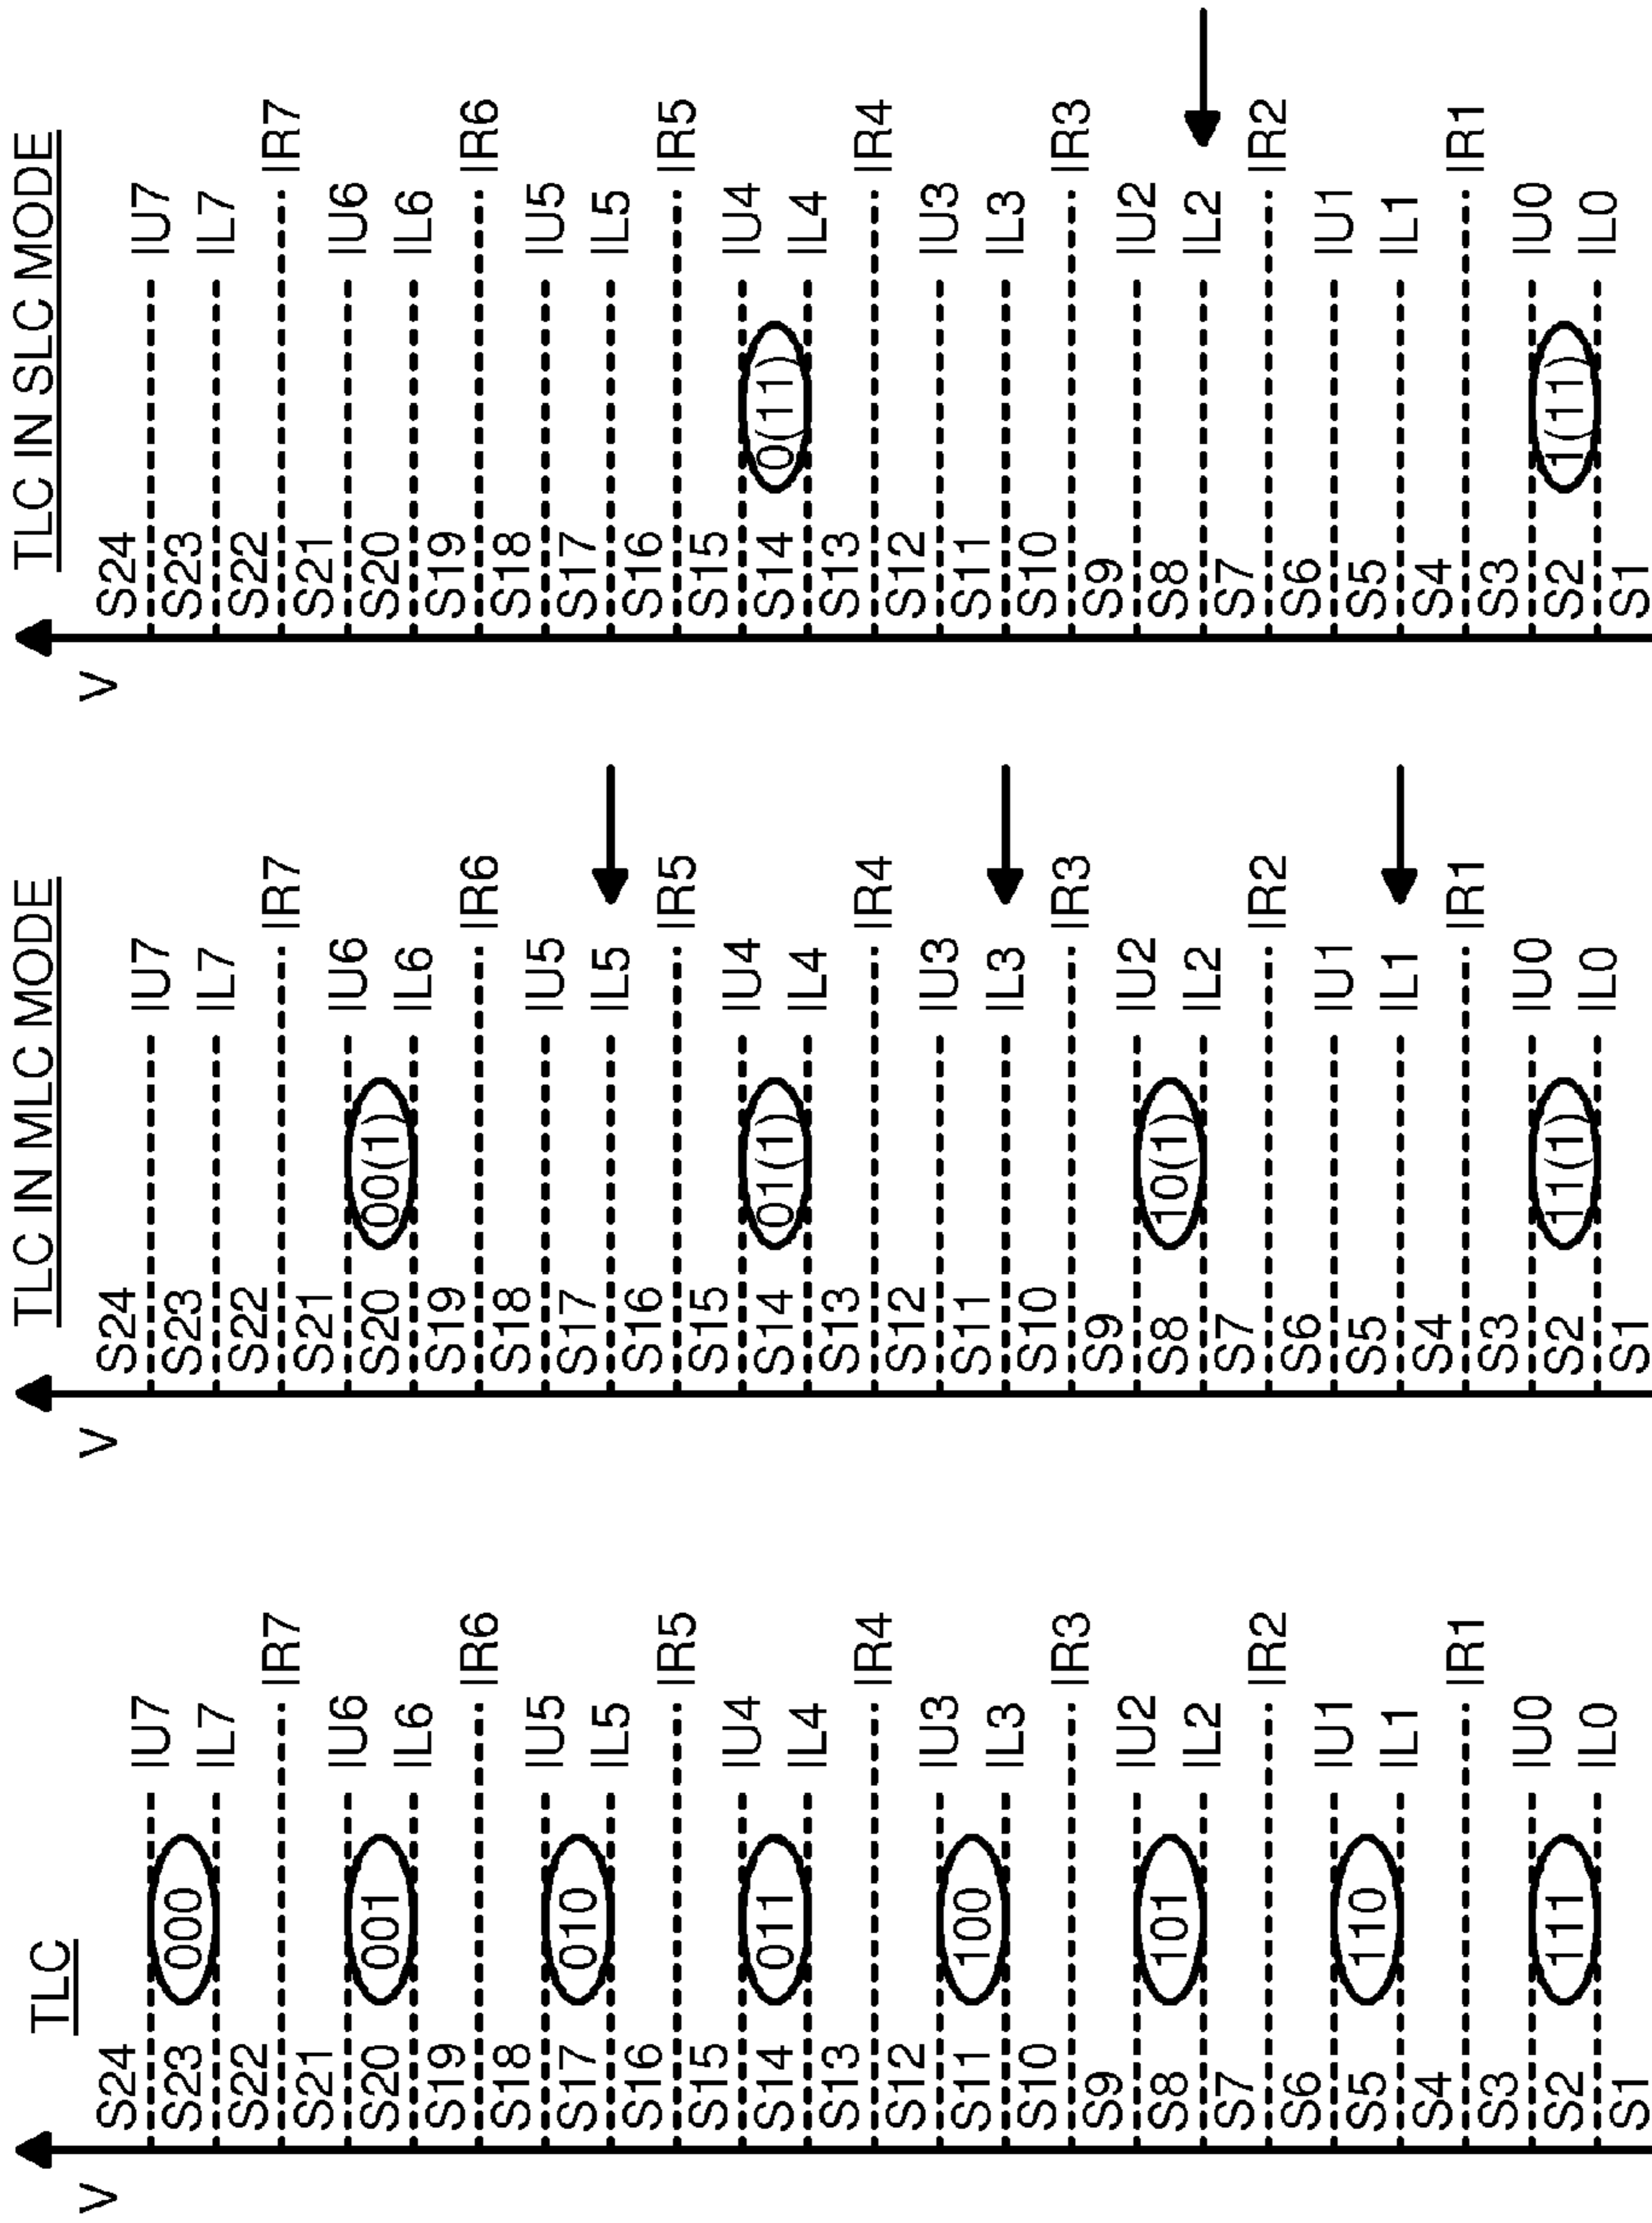 TLC
V
S24
S23
S22
S21
S20
S19
S18
S17
S16
S15
S14
S13
S12
S11
S10
S9
S8
S7
S6
S5
S4
S3
S2
S1
000
001
010
011
100
101
110
111
IU7
IL7
IR7
IU6
IL6
IR6
IU5
IL5
IR5
IU4
IL4
IR4
IU3
IL3
IR3
IU2
IL2
IR2
IU1
IL1
IR1
IU0
IL0
TLC IN MLC MODE
V
S24
S23
S22
S21
S20
S19
S18
S17
S16
S15
S14
S13
S12
S11
S10
S9
S8
S7
S6
S5
S4
S3
S2
S1
00(1)
01(1)
10(1)
11(1)
IU7
IL7
IR7
IU6
IL6
IR6
IU5
IL5
IR5
IU4
IL4
IR4
IU3
IL3
IR3
IU2
IL2
IR2
IU1
IL1
IR1
IU0
IL0
TLC IN SLC MODE
V
S24
S23
S22
S21
S20
S19
S18
S17
S16
S15
S14
S13
S12
S11
S10
S9
S8
S7
S6
S5
S4
S3
S2
S1
0(11)
1(11)
IU7
IL7
IR7
IU6
IL6
IR6
IU5
IL5
IR5
IU4
IL4
IR4
IU3
IL3
IR3
IU2
IL2
IR2
IU1
IL1
IR1
IU0
IL0